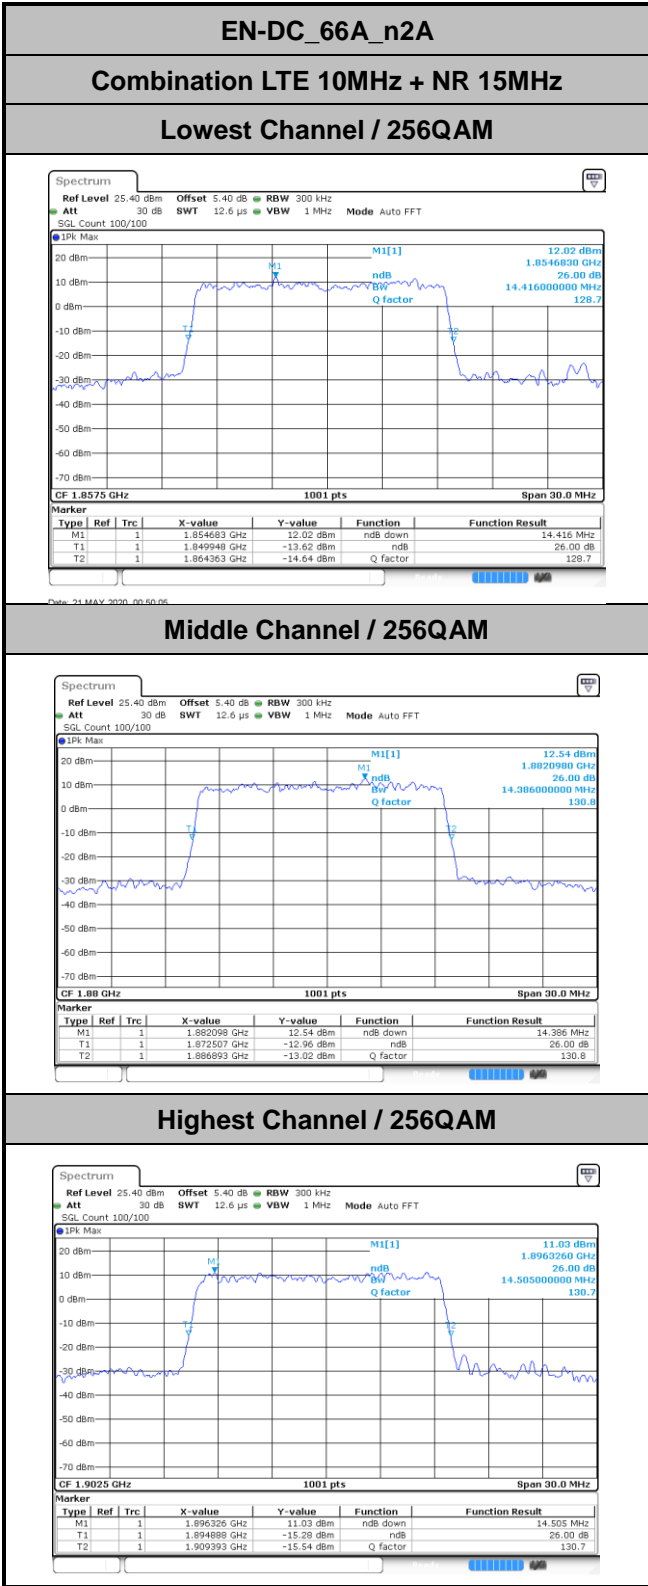 EN-DC_66A_n2A
Combination LTE 10MHz + NR 15MHz
Lowest Channel / 256QAM
Spectrum
Ref Level 25.40 dBm Offset 5.40 dB RBW 300 kHz
Att 30 dB SWT 12.6 µs VBW 1 MHz Mode Auto FFT
SGL Count 100/100
1Pk Max
M1[1] 12.02 dBm
1.8546830 GHz
ndB 26.00 dB
Bw 14.416000000 MHz
Q factor 128.7
M1
T1
T2
20 dBm
10 dBm
0 dBm
-10 dBm
-20 dBm
-30 dBm
-40 dBm
-50 dBm
-60 dBm
-70 dBm
CF 1.8575 GHz 1001 pts Span 30.0 MHz
Marker
Type Ref Trc X-value Y-value Function Function Result
M1 1 1.854683 GHz 12.02 dBm ndB down 14.416 MHz
T1 1 1.849948 GHz -13.62 dBm ndB 26.00 dB
T2 1 1.864363 GHz -14.64 dBm Q factor 128.7
Date: 21 MAY 2020 00:50:05
Middle Channel / 256QAM
Spectrum
Ref Level 25.40 dBm Offset 5.40 dB RBW 300 kHz
Att 30 dB SWT 12.6 µs VBW 1 MHz Mode Auto FFT
SGL Count 100/100
1Pk Max
M1[1] 12.54 dBm
1.8820980 GHz
ndB 26.00 dB
Bw 14.386000000 MHz
Q factor 130.8
M1
T1
T2
20 dBm
10 dBm
0 dBm
-10 dBm
-20 dBm
-30 dBm
-40 dBm
-50 dBm
-60 dBm
-70 dBm
CF 1.88 GHz 1001 pts Span 30.0 MHz
Marker
Type Ref Trc X-value Y-value Function Function Result
M1 1 1.882098 GHz 12.54 dBm ndB down 14.386 MHz
T1 1 1.872507 GHz -12.96 dBm ndB 26.00 dB
T2 1 1.886893 GHz -13.02 dBm Q factor 130.8
Highest Channel / 256QAM
Spectrum
Ref Level 25.40 dBm Offset 5.40 dB RBW 300 kHz
Att 30 dB SWT 12.6 µs VBW 1 MHz Mode Auto FFT
SGL Count 100/100
1Pk Max
M1[1] 11.03 dBm
1.8963260 GHz
ndB 26.00 dB
Bw 14.505000000 MHz
Q factor 130.7
M1
T1
T2
20 dBm
10 dBm
0 dBm
-10 dBm
-20 dBm
-30 dBm
-40 dBm
-50 dBm
-60 dBm
-70 dBm
CF 1.9025 GHz 1001 pts Span 30.0 MHz
Marker
Type Ref Trc X-value Y-value Function Function Result
M1 1 1.896326 GHz 11.03 dBm ndB down 14.505 MHz
T1 1 1.894888 GHz -15.28 dBm ndB 26.00 dB
T2 1 1.909393 GHz -15.54 dBm Q factor 130.7